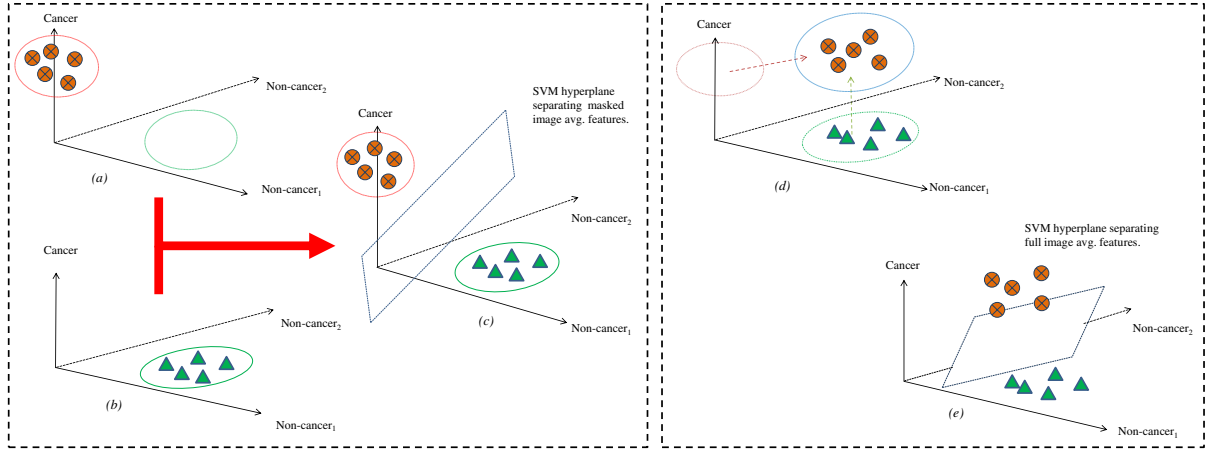 Cancer
Non-cancer2
Non-cancer1
(a)
Cancer
Non-cancer2
Non-cancer1
(b)
SVM hyperplane
separating masked
image avg. features.
Cancer
Non-cancer2
Non-cancer1
(c)
Cancer
Non-cancer2
Non-cancer1
(d)
SVM hyperplane separating
full image avg. features.
Cancer
Non-cancer2
Non-cancer1
(e)